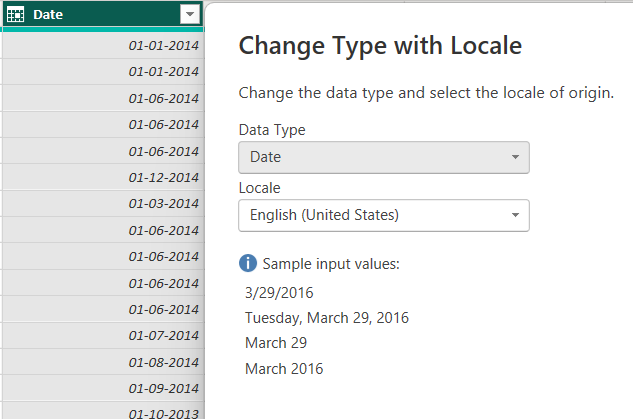 Date
01-01-2014
01-01-2014
01-06-2014
01-06-2014
01-06-2014
01-12-2014
01-03-2014
01-06-2014
01-06-2014
01-06-2014
01-06-2014
01-07-2014
01-08-2014
01-09-2014
01-10-2013
Change Type with Locale
Change the data type and select the locale of origin.
Data Type
Date
Locale
English (United States)
Sample input values:
3/29/2016
Tuesday, March 29, 2016
March 29
March 2016